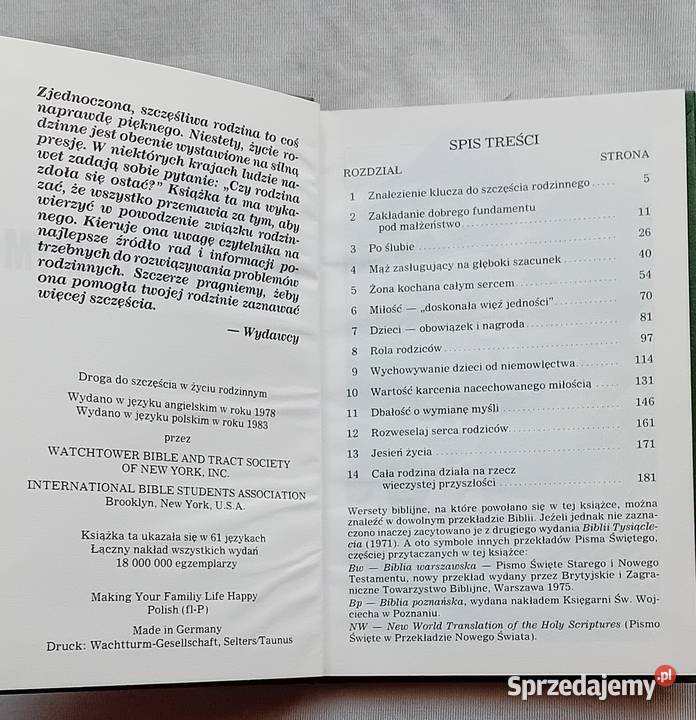 Zjednoczona, szczęśliwa rodzina to coś
naprawdę pięknego. Niestety, życie ro-
dzinne jest obecnie wystawione na silną
presję. W niektórych krajach ludzie na-
wet zadają sobie pytanie: „Czy rodzina
zdoła się ostać?” Książka ta ma wyka-
zać, że wszystko przemawia za tym, aby
wierzyć w powodzenie związku rodzin-
nego. Kieruje ona uwagę czytelnika na
najlepsze źródło rad i informacji po-
trzebnych do rozwiązywania problemów
rodzinnych. Szczerze pragniemy, żeby
ona pomogła twojej rodzinie zaznawać
więcej szczęścia.
— Wydawcy
Droga do szczęścia w życiu rodzinnym
Wydano w języku angielskim w roku 1978
Wydano w języku polskim w roku 1983
przez
WATCHTOWER BIBLE AND TRACT SOCIETY
OF NEW YORK, INC.
INTERNATIONAL BIBLE STUDENTS ASSOCIATION
Brooklyn, New York, U.S.A.
Książka ta ukazała się w 61 językach
Łączny nakład wszystkich wydań
18 000 000 egzemplarzy
Making Your Familiy Life Happy
Polish (fl-P)
Made in Germany
Druk: Wachtturm-Gesellschaft, Selters/Taunus
SPIS TREŚCI
ROZDZIAŁ STRONA
1 Znalezienie klucza do szczęścia rodzinnego ..... 5
2 Zakładanie dobrego fundamentu
pod małżeństwo ..... 11
3 Po ślubie ..... 26
4 Mąż zasługujący na głęboki szacunek ..... 40
5 Żona kochana całym sercem ..... 54
6 Miłość — „doskonała więź jedności” ..... 70
7 Dzieci — obowiązek i nagroda ..... 81
8 Rola rodziców ..... 97
9 Wychowywanie dzieci od niemowlęctwa ..... 114
10 Wartość karcenia nacechowanego miłością ..... 131
11 Dbałość o wymianę myśli ..... 146
12 Rozweselaj serca rodziców ..... 161
13 Jesień życia ..... 171
14 Cała rodzina działa na rzecz
wieczystej przyszłości ..... 181
Wersety biblijne, na które powołano się w tej książce, można
znaleźć w dowolnym przekładzie Biblii. Jeżeli jednak nie zazna-
czono inaczej zacytowano je z drugiego wydania Biblii Tysiącle-
cia (1971). A oto symbole innych przekładów Pisma Świętego,
częściej przytaczanych w tej książce:
Bw — Biblia warszawska — Pismo Święte Starego i Nowego
Testamentu, nowy przekład wydany przez Brytyjskie i Zagra-
niczne Towarzystwo Biblijne, Warszawa 1975.
Bp — Biblia poznańska, wydana nakładem Księgarni Św. Woj-
ciecha w Poznaniu.
NW — New World Translation of the Holy Scriptures (Pismo
Święte w Przekładzie Nowego Świata).
Sprzedajemy.pl